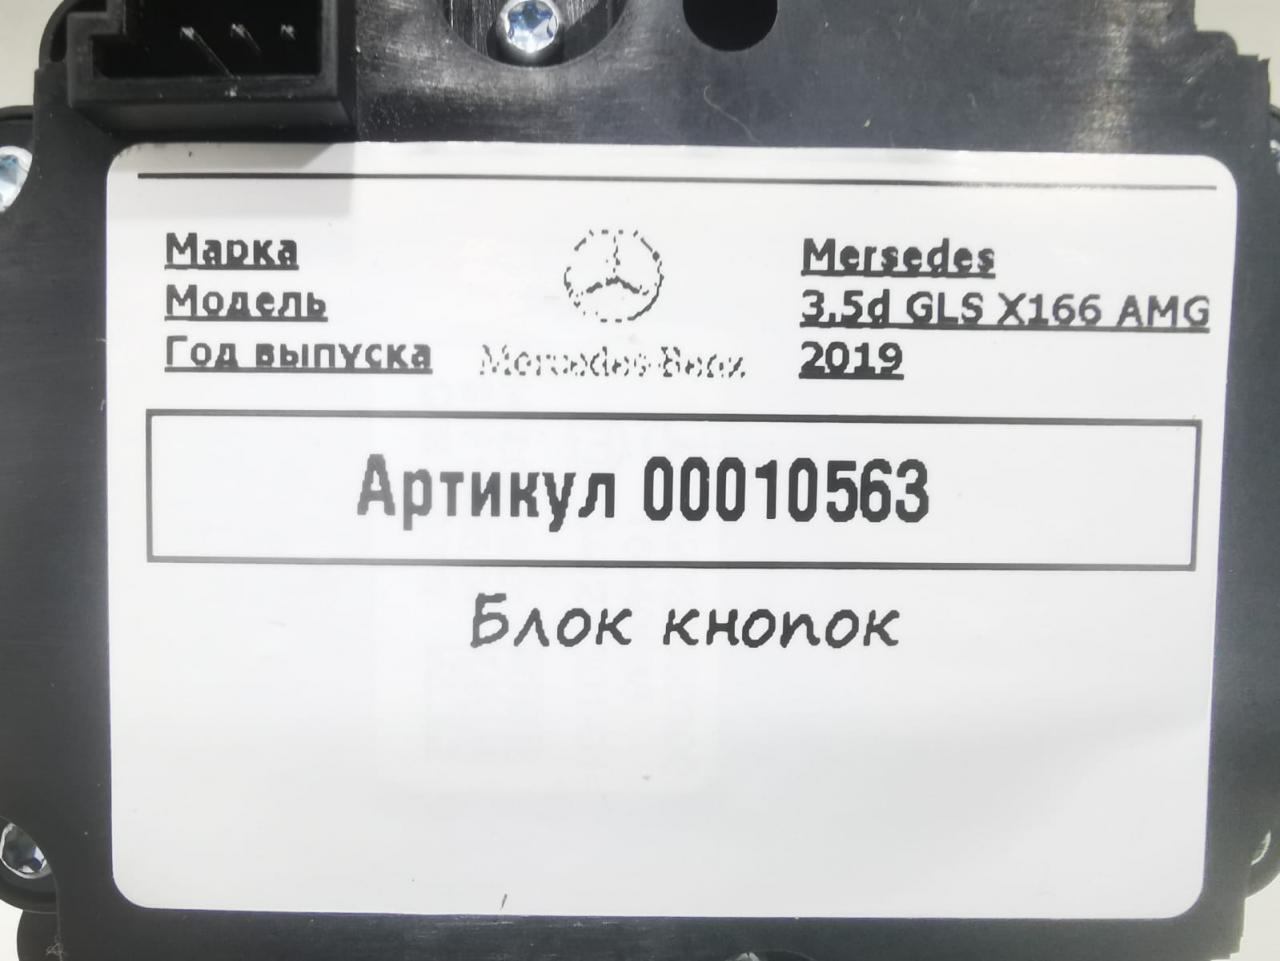 Марка
Mersedes
Модель
3.5d GLS X166 AMG
Год выпуска
Mercedes-Benz
2019
Артикул 00010563
Блок кнопок